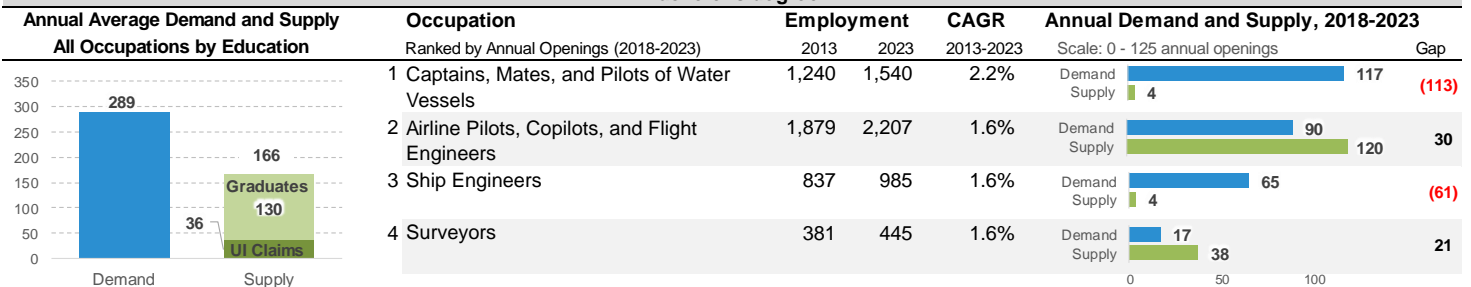 Annual Average Demand and Supply
All Occupations by Education
350
300
250
200
150
100
50
0
289
166
Graduates
130
36
UI Claims
Demand Supply
Occupation Employment CAGR Annual Demand and Supply, 2018-2023
Ranked by Annual Openings (2018-2023) 2013 2023 2013-2023 Scale: 0 - 125 annual openings Gap
1 Captains, Mates, and Pilots of Water 1,240 1,540 2.2% Demand 117
Vessels Supply 4 (113)
2 Airline Pilots, Copilots, and Flight 1,879 2,207 1.6% Demand 90
Engineers Supply 120 30
3 Ship Engineers 837 985 1.6% Demand 65
Supply 4 (61)
4 Surveyors 381 445 1.6% Demand 17
Supply 38 21
0 50 100